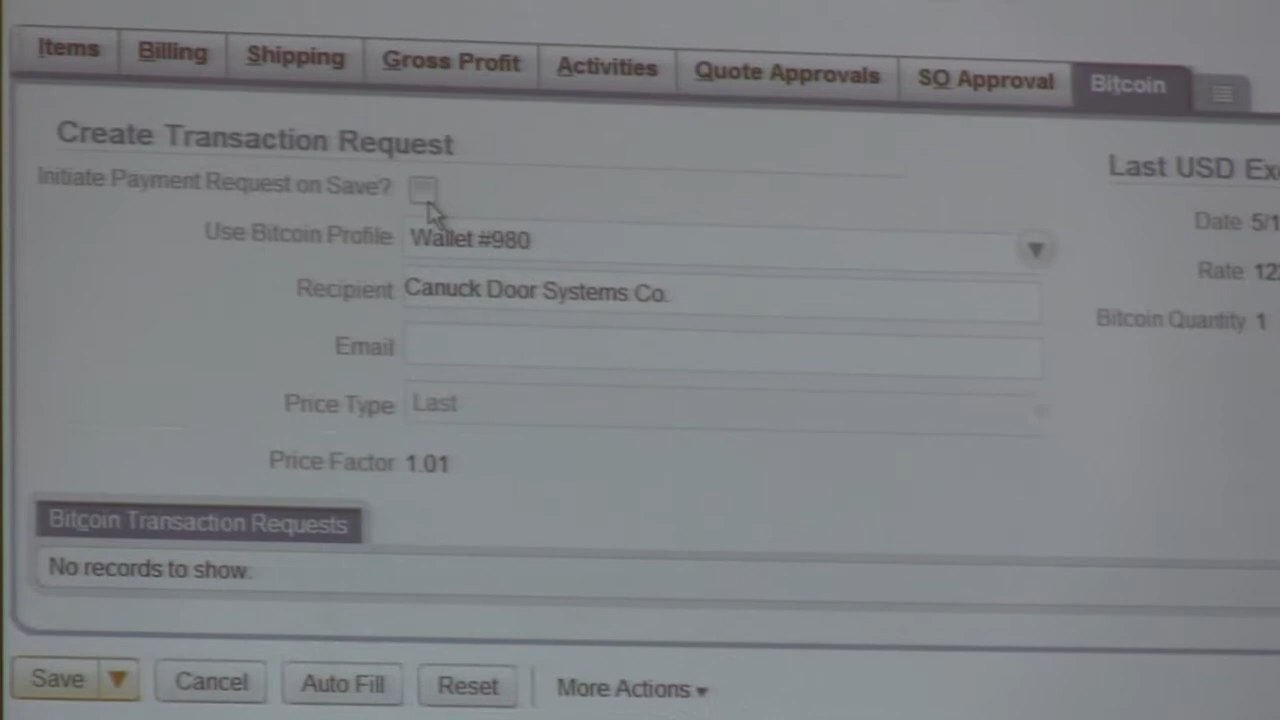 Items Billing Shipping Gross Profit Activities Quote Approvals SO Approval Bitcoin
Create Transaction Request
Initiate Payment Request on Save?
Use Bitcoin Profile Wallet #980
Recipient Canuck Door Systems Co.
Email
Price Type Last
Price Factor 1.01
Last USD
Date 5/1
Rate 12
Bitcoin Quantity 1
Bitcoin Transaction Requests
No records to show.
Save Cancel Auto Fill Reset More Actions